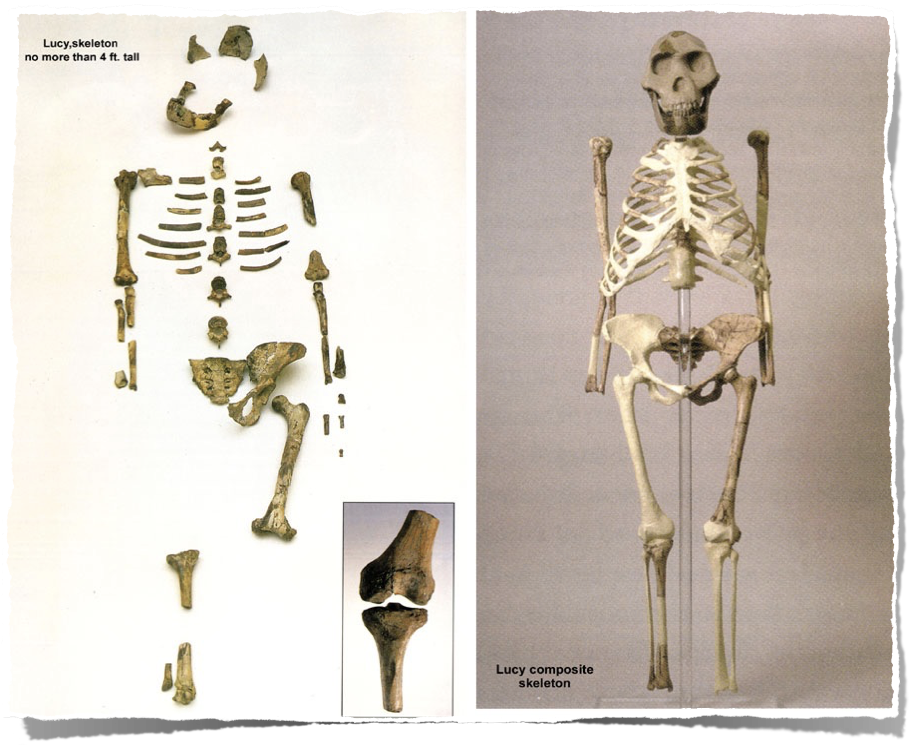 Lucy,skeleton
no more than 4 ft. tall
Lucy composite
skeleton